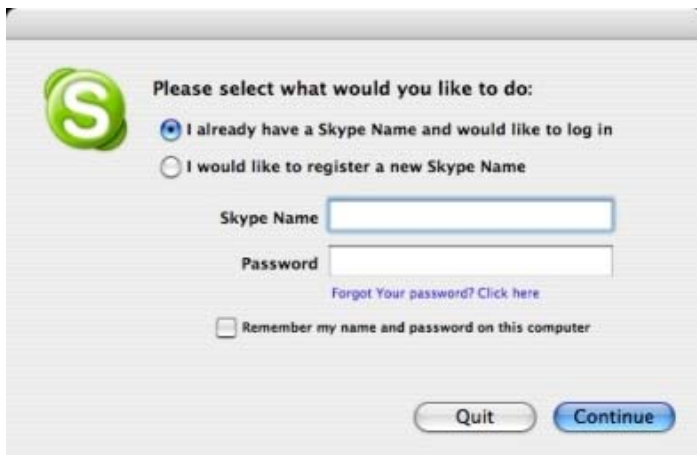 S
Please select what would you like to do:
I already have a Skype Name and would like to log in
I would like to register a new Skype Name
Skype Name
Password
Forgot Your password? Click here
Remember my name and password on this computer
Quit Continue